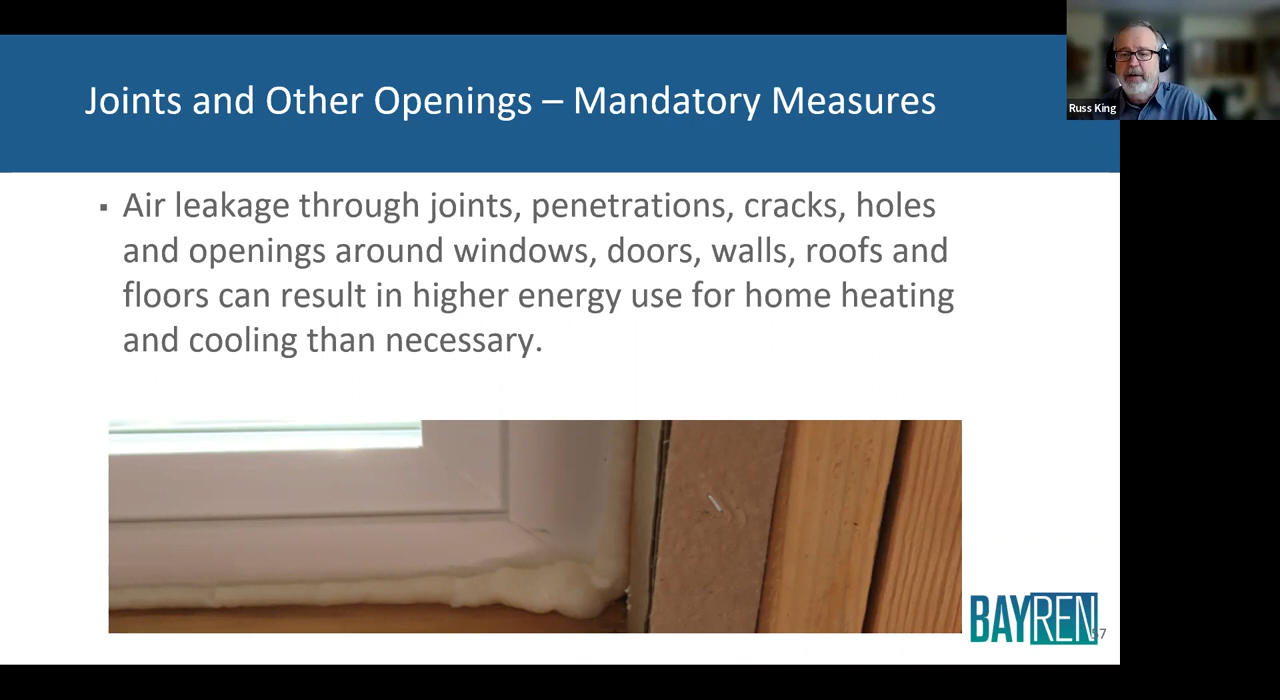 Joints and Other Openings – Mandatory Measures
Russ King
▪ Air leakage through joints, penetrations, cracks, holes
and openings around windows, doors, walls, roofs and
floors can result in higher energy use for home heating
and cooling than necessary.
BAYREN
57